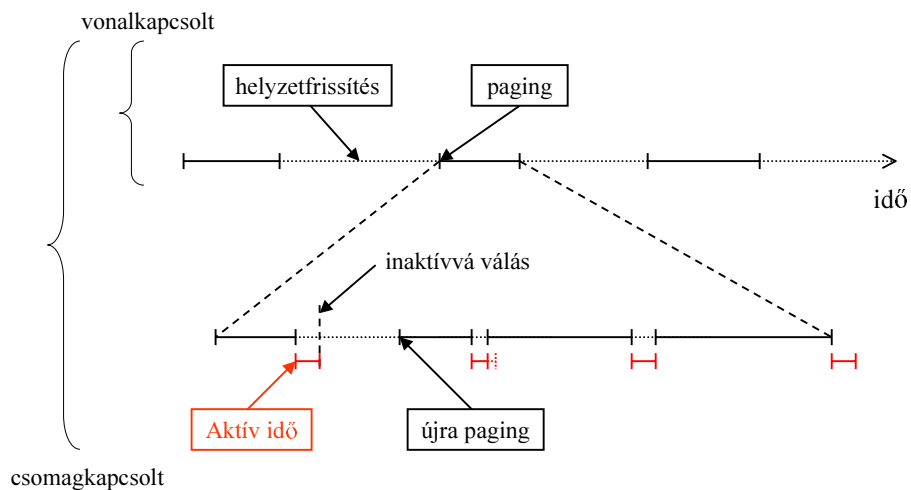 vonalkapcsolt
helyzetfrissítés
paging
idő
inaktívvá válás
Aktív idő
újra paging
csomagkapcsolt